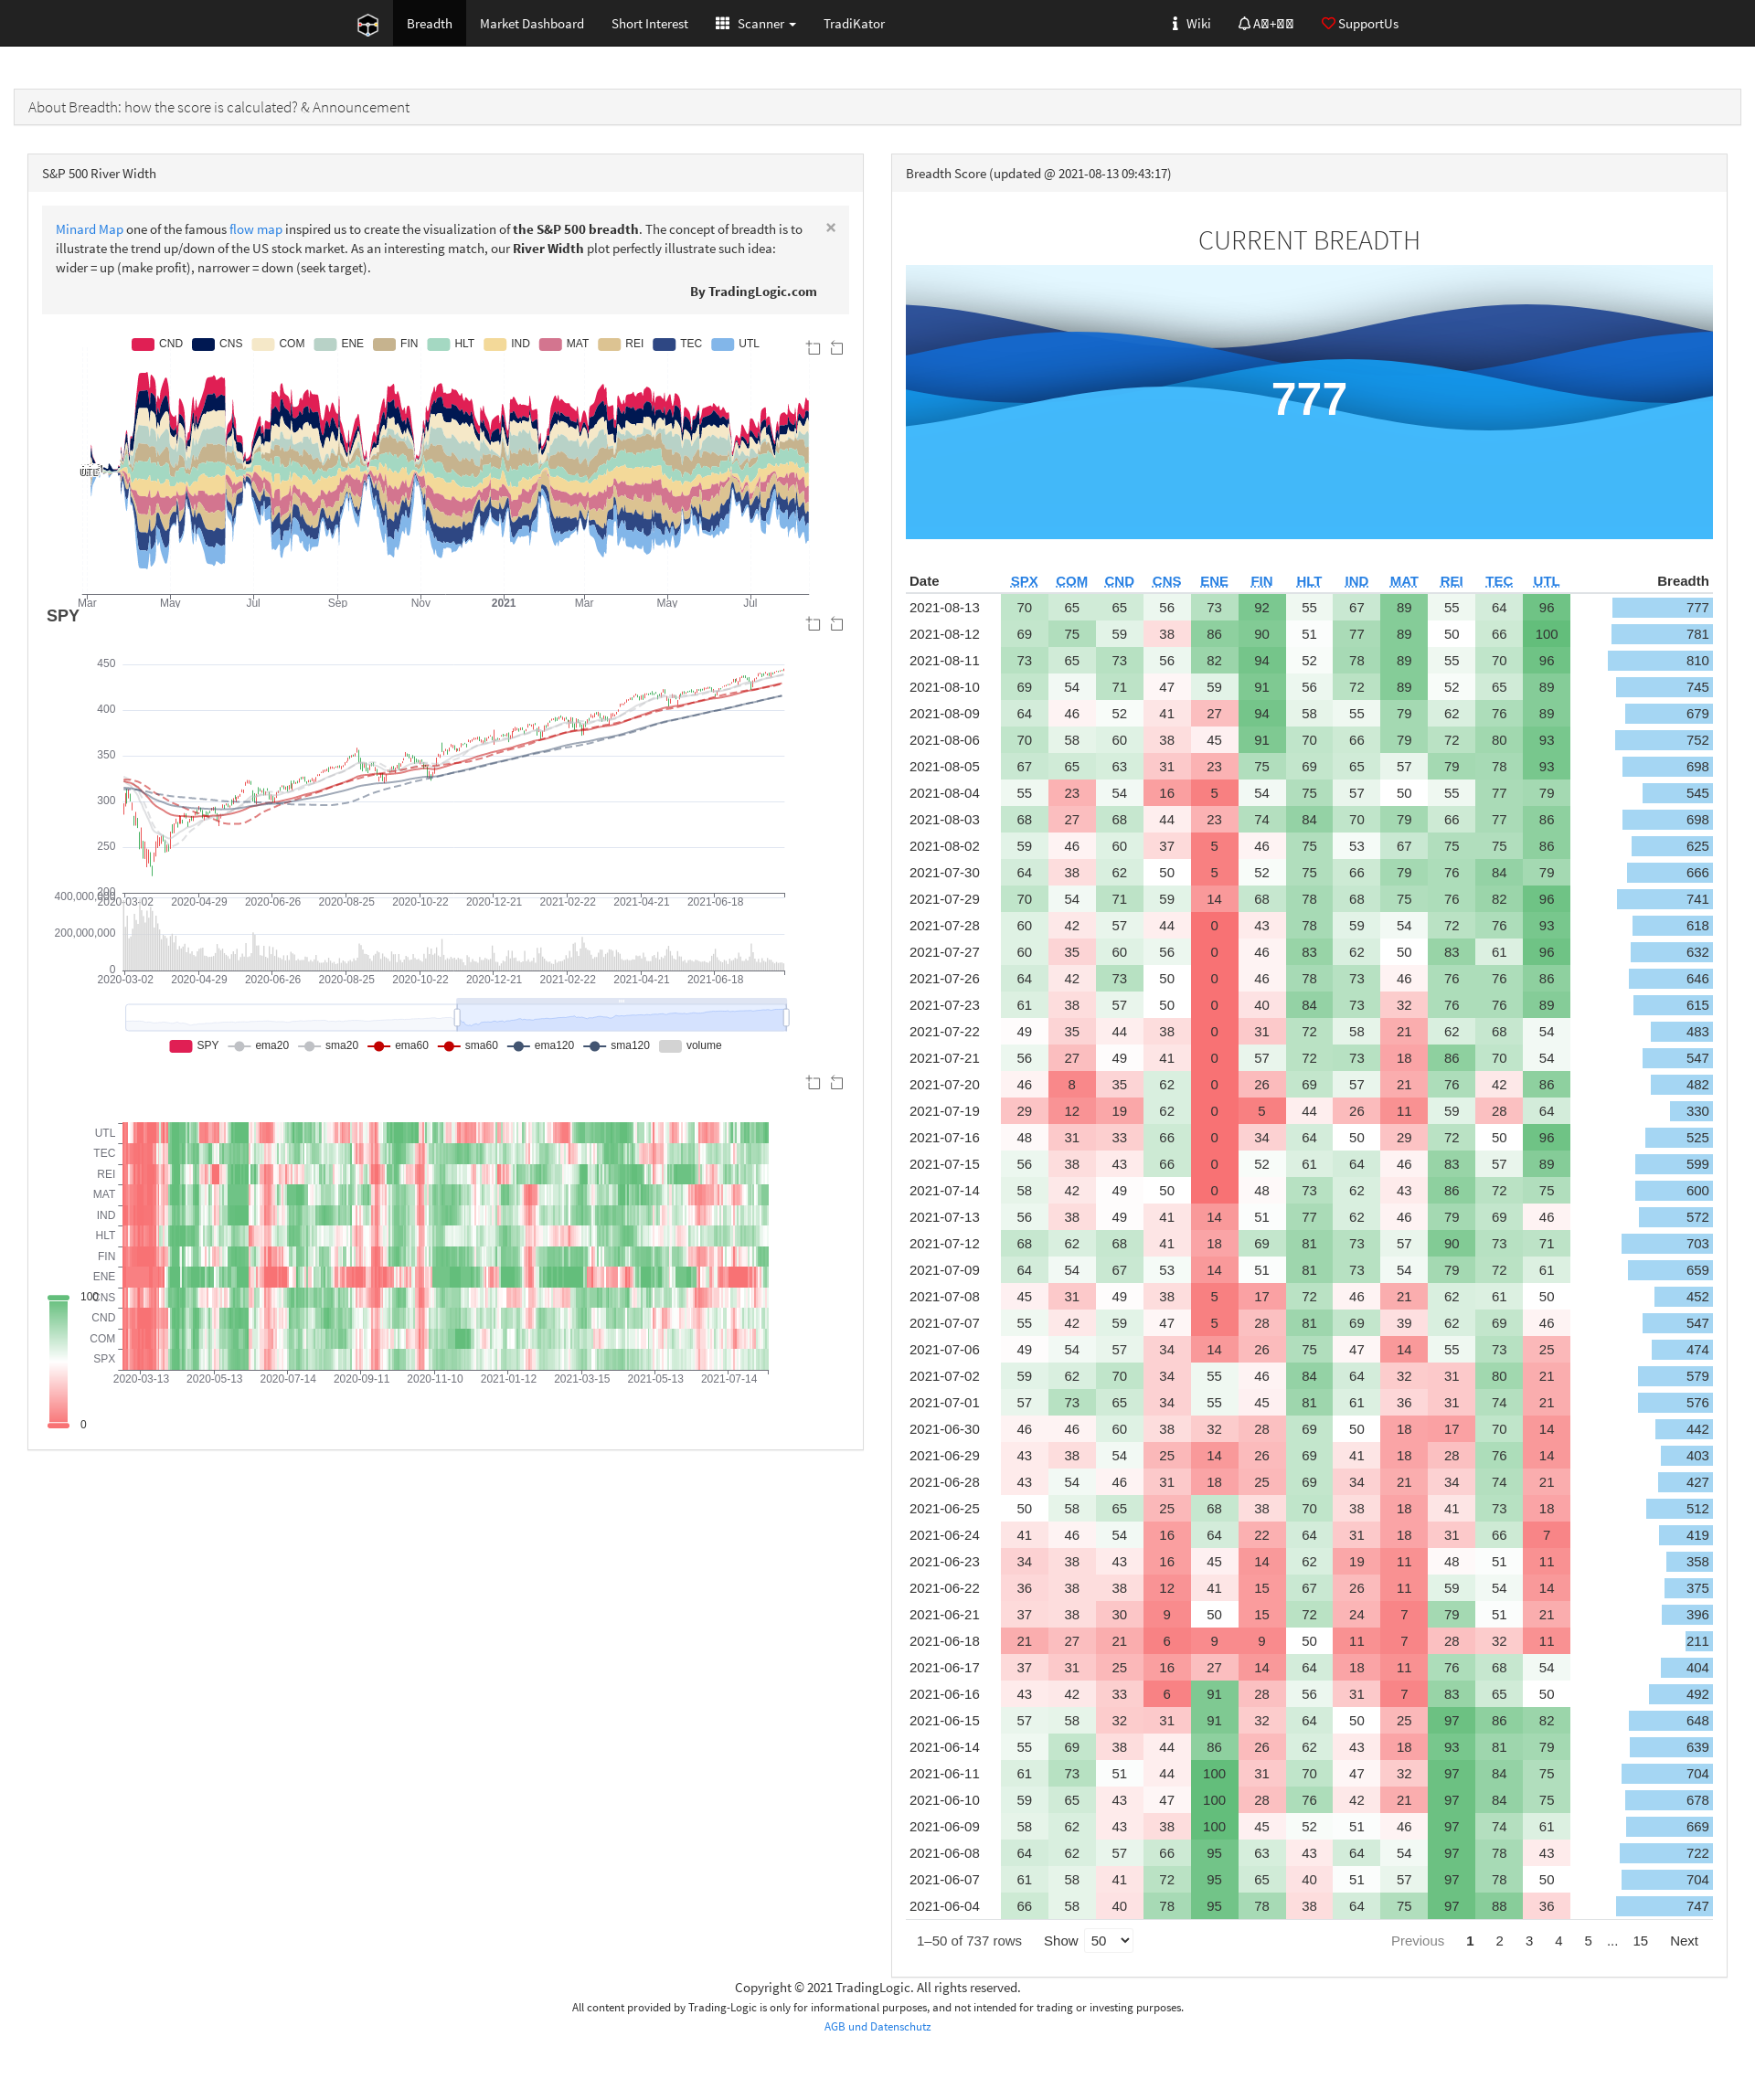 Breadth Market Dashboard Short Interest Scanner TradiKator Wiki SupportUs
About Breadth: how the score is calculated? & Announcement
S&P 500 River Width
Minard Map one of the famous flow map inspired us to create the visualization of the S&P 500 breadth. The concept of breadth is to
illustrate the trend up/down of the US stock market. As an interesting match, our River Width plot perfectly illustrate such idea:
wider = up (make profit), narrower = down (seek target).
×
By TradingLogic.com
CND CNS COM ENE FIN HLT IND MAT REI TEC UTL
UTL
Mar May Jul Sep Nov 2021 Mar May Jul
SPY
450
400
350
300
250
200
2020-03-02 2020-04-29 2020-06-26 2020-08-25 2020-10-22 2020-12-21 2021-02-22 2021-04-21 2021-06-18
400,000,000
200,000,000
0
2020-03-02 2020-04-29 2020-06-26 2020-08-25 2020-10-22 2020-12-21 2021-02-22 2021-04-21 2021-06-18
SPY ema20 sma20 ema60 sma60 ema120 sma120 volume
UTL
TEC
REI
MAT
IND
HLT
FIN
ENE
CNS
CND
COM
SPX
2020-03-13 2020-05-13 2020-07-14 2020-09-11 2020-11-10 2021-01-12 2021-03-15 2021-05-13 2021-07-14
100
0
Breadth Score (updated @ 2021-08-13 09:43:17)
CURRENT BREADTH
777
Date SPX COM CND CNS ENE FIN HLT IND MAT REI TEC UTL Breadth
2021-08-13 70 65 65 56 73 92 55 67 89 55 64 96 777
2021-08-12 69 75 59 38 86 90 51 77 89 50 66 100 781
2021-08-11 73 65 73 56 82 94 52 78 89 55 70 96 810
2021-08-10 69 54 71 47 59 91 56 72 89 52 65 89 745
2021-08-09 64 46 52 41 27 94 58 55 79 62 76 89 679
2021-08-06 70 58 60 38 45 91 70 66 79 72 80 93 752
2021-08-05 67 65 63 31 23 75 69 65 57 79 78 93 698
2021-08-04 55 23 54 16 5 54 75 57 50 55 77 79 545
2021-08-03 68 27 68 44 23 74 84 70 79 66 77 86 698
2021-08-02 59 46 60 37 5 46 75 53 67 75 75 86 625
2021-07-30 64 38 62 50 5 52 75 66 79 76 84 79 666
2021-07-29 70 54 71 59 14 68 78 68 75 76 82 96 741
2021-07-28 60 42 57 44 0 43 78 59 54 72 76 93 618
2021-07-27 60 35 60 56 0 46 83 62 50 83 61 96 632
2021-07-26 64 42 73 50 0 46 78 73 46 76 76 86 646
2021-07-23 61 38 57 50 0 40 84 73 32 76 76 89 615
2021-07-22 49 35 44 38 0 31 72 58 21 62 68 54 483
2021-07-21 56 27 49 41 0 57 72 73 18 86 70 54 547
2021-07-20 46 8 35 62 0 26 69 57 21 76 42 86 482
2021-07-19 29 12 19 62 0 5 44 26 11 59 28 64 330
2021-07-16 48 31 33 66 0 34 64 50 29 72 50 96 525
2021-07-15 56 38 43 66 0 52 61 64 46 83 57 89 599
2021-07-14 58 42 49 50 0 48 73 62 43 86 72 75 600
2021-07-13 56 38 49 41 14 51 77 62 46 79 69 46 572
2021-07-12 68 62 68 41 18 69 81 73 57 90 73 71 703
2021-07-09 64 54 67 53 14 51 81 73 54 79 72 61 659
2021-07-08 45 31 49 38 5 17 72 46 21 62 61 50 452
2021-07-07 55 42 59 47 5 28 81 69 39 62 69 46 547
2021-07-06 49 54 57 34 14 26 75 47 14 55 73 25 474
2021-07-02 59 62 70 34 55 46 84 64 32 31 80 21 579
2021-07-01 57 73 65 34 55 45 81 61 36 31 74 21 576
2021-06-30 46 46 60 38 32 28 69 50 18 17 70 14 442
2021-06-29 43 38 54 25 14 26 69 41 18 28 76 14 403
2021-06-28 43 54 46 31 18 25 69 34 21 34 74 21 427
2021-06-25 50 58 65 25 68 38 70 38 18 41 73 18 512
2021-06-24 41 46 54 16 64 22 64 31 18 31 66 7 419
2021-06-23 34 38 43 16 45 14 62 19 11 48 51 11 358
2021-06-22 36 38 38 12 41 15 67 26 11 59 54 14 375
2021-06-21 37 38 30 9 50 15 72 24 7 79 51 21 396
2021-06-18 21 27 21 6 9 9 50 11 7 28 32 11 211
2021-06-17 37 31 25 16 27 14 64 18 11 76 68 54 404
2021-06-16 43 42 33 6 91 28 56 31 7 83 65 50 492
2021-06-15 57 58 32 31 91 32 64 50 25 97 86 82 648
2021-06-14 55 69 38 44 86 26 62 43 18 93 81 79 639
2021-06-11 61 73 51 44 100 31 70 47 32 97 84 75 704
2021-06-10 59 65 43 47 100 28 76 42 21 97 84 75 678
2021-06-09 58 62 43 38 100 45 52 51 46 97 74 61 669
2021-06-08 64 62 57 66 95 63 43 64 54 97 78 43 722
2021-06-07 61 58 41 72 95 65 40 51 57 97 78 50 704
2021-06-04 66 58 40 78 95 78 38 64 75 97 88 36 747
1–50 of 737 rows Show 50 Previous 1 2 3 4 5 ... 15 Next
Copyright © 2021 TradingLogic. All rights reserved.
All content provided by Trading-Logic is only for informational purposes, and not intended for trading or investing purposes.
AGB und Datenschutz